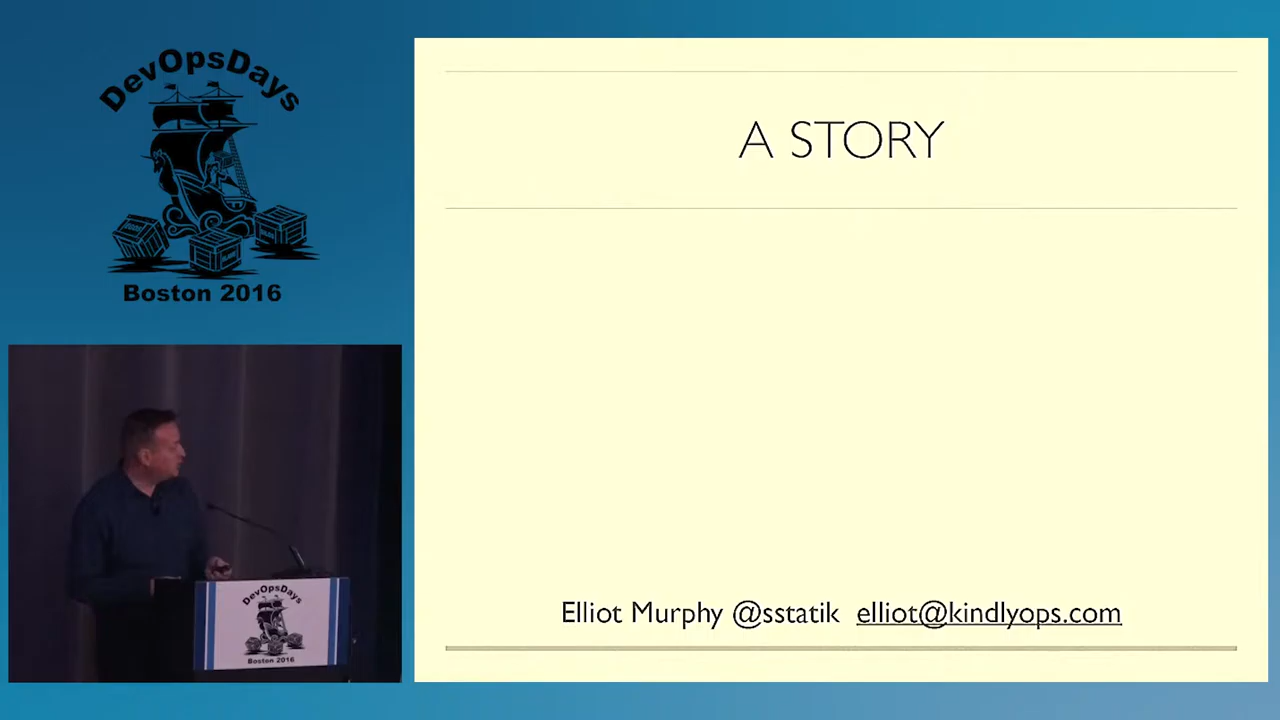 DevOpsDays
Boston 2016
A STORY
Elliot Murphy @sstatik elliot@kindlyops.com
DevOpsDays
Boston 2016